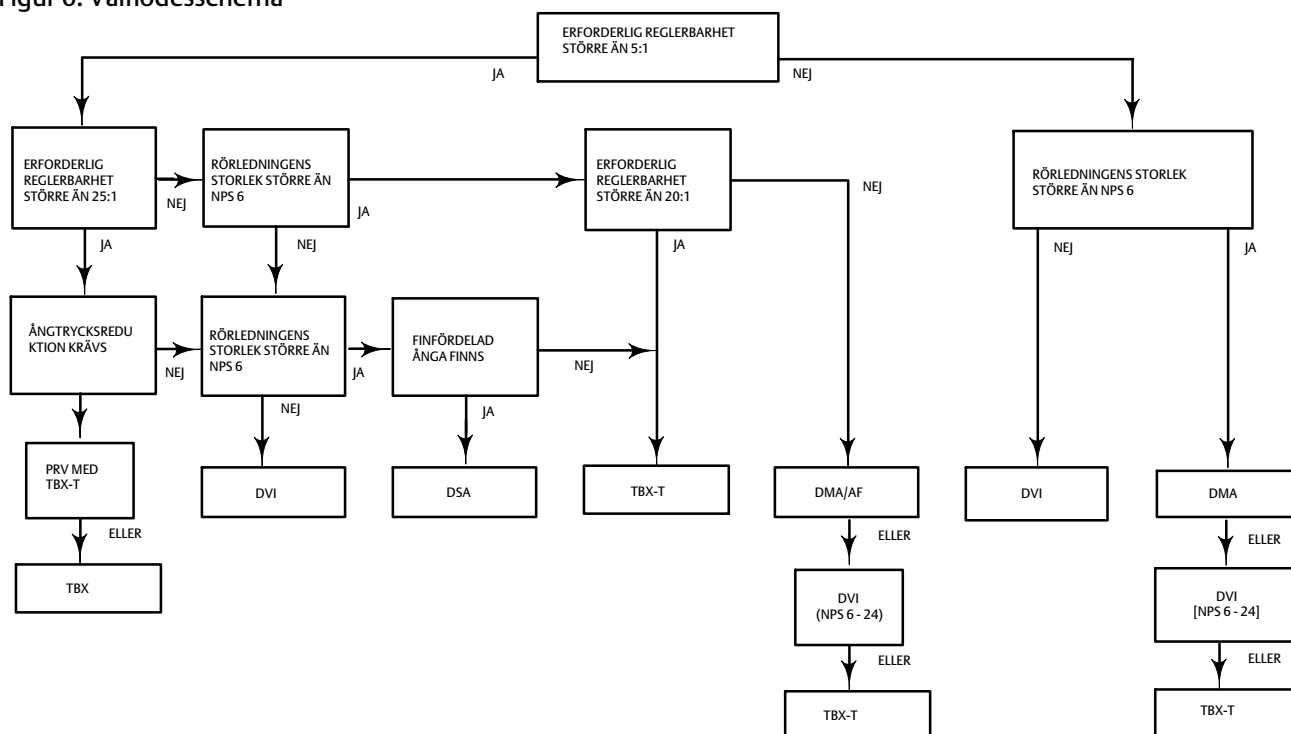 ERFORDERLIG REGLERBARHET
STÖRRE ÄN 5:1
JA
NEJ
ERFORDERLIG
REGLERBARHET
STÖRRE ÄN 25:1
NEJ
RÖRLEDNINGENS
STORLEK STÖRRE ÄN
NPS 6
JA
ERFORDERLIG
REGLERBARHET
STÖRRE ÄN 20:1
NEJ
RÖRLEDNINGENS STORLEK
STÖRRE ÄN NPS 6
JA
NEJ
JA
NEJ
JA
ÅNGTRYCKSREDU
KTION KRÄVS
NEJ
RÖRLEDNINGENS
STORLEK STÖRRE ÄN
NPS 6
JA
FINFÖRDELAD
ÅNGA FINNS
NEJ
NEJ
JA
PRV MED
TBX-T
DVI
DSA
TBX-T
DMA/AF
DVI
DMA
ELLER
ELLER
ELLER
TBX
DVI
(NPS 6 - 24)
DVI
[NPS 6 - 24]
ELLER
ELLER
TBX-T
TBX-T